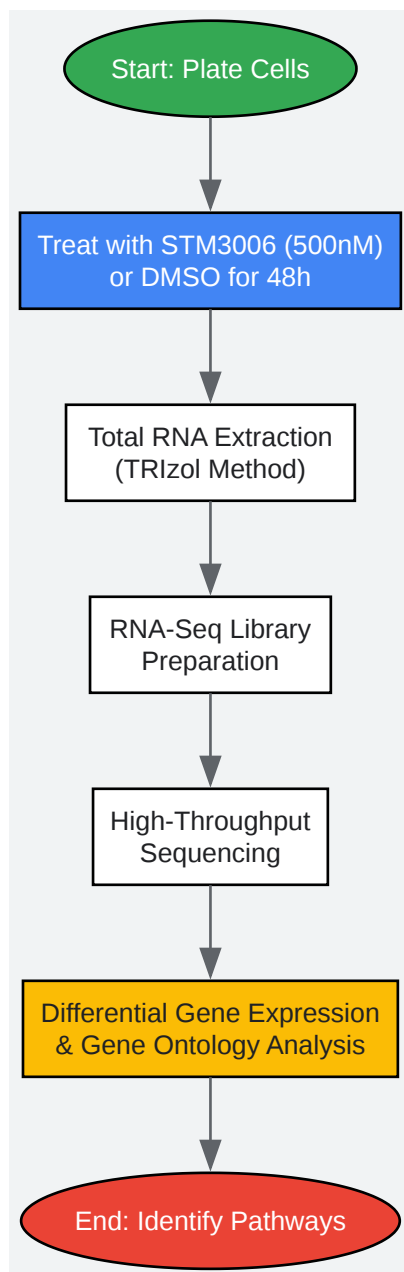 Start: Plate Cells
Treat with STM3006 (500nM)
or DMSO for 48h
Total RNA Extraction
(TRIzol Method)
RNA-Seq Library
Preparation
High-Throughput
Sequencing
Differential Gene Expression
& Gene Ontology Analysis
End: Identify Pathways